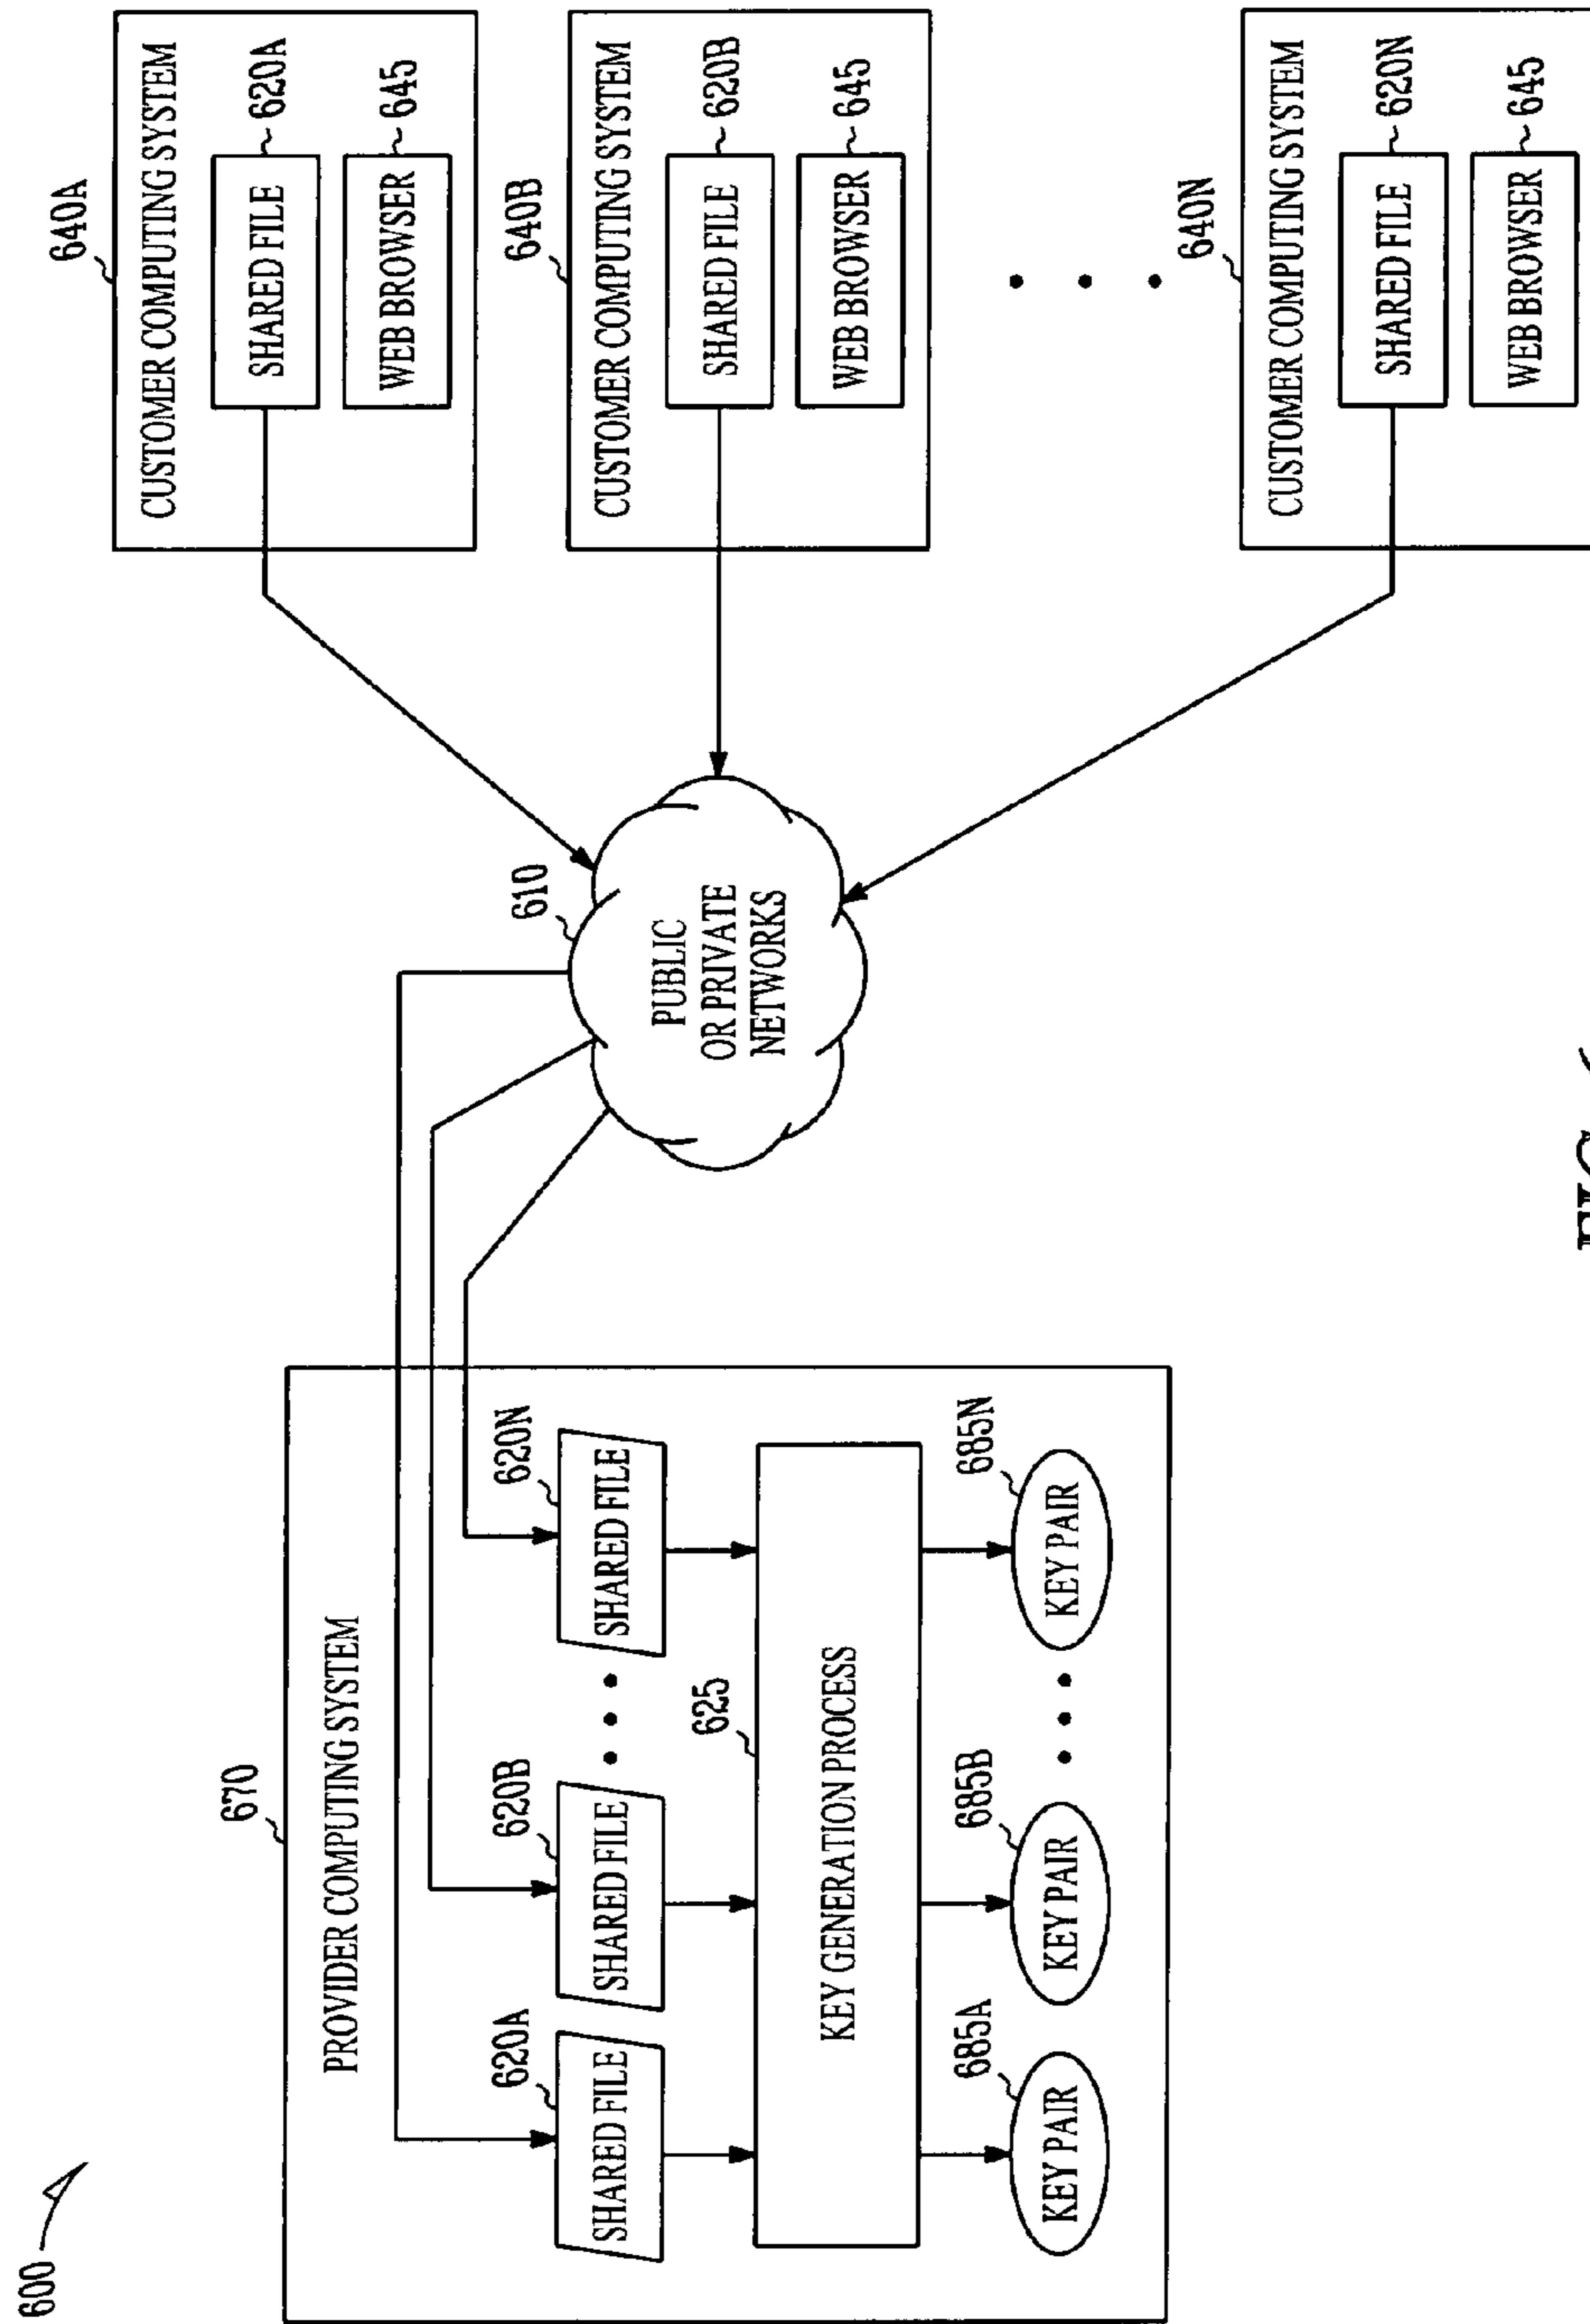 600
670
PROVIDER COMPUTING SYSTEM
620A
620B
620N
SHARED FILE
SHARED FILE
SHARED FILE
625
KEY GENERATION PROCESS
685A
685B
685N
KEY PAIR
KEY PAIR
KEY PAIR
610
PUBLIC
OR PRIVATE
NETWORKS
640A
CUSTOMER COMPUTING SYSTEM
SHARED FILE
620A
WEB BROWSER
645
640B
CUSTOMER COMPUTING SYSTEM
SHARED FILE
620B
WEB BROWSER
645
640N
CUSTOMER COMPUTING SYSTEM
SHARED FILE
620N
WEB BROWSER
645